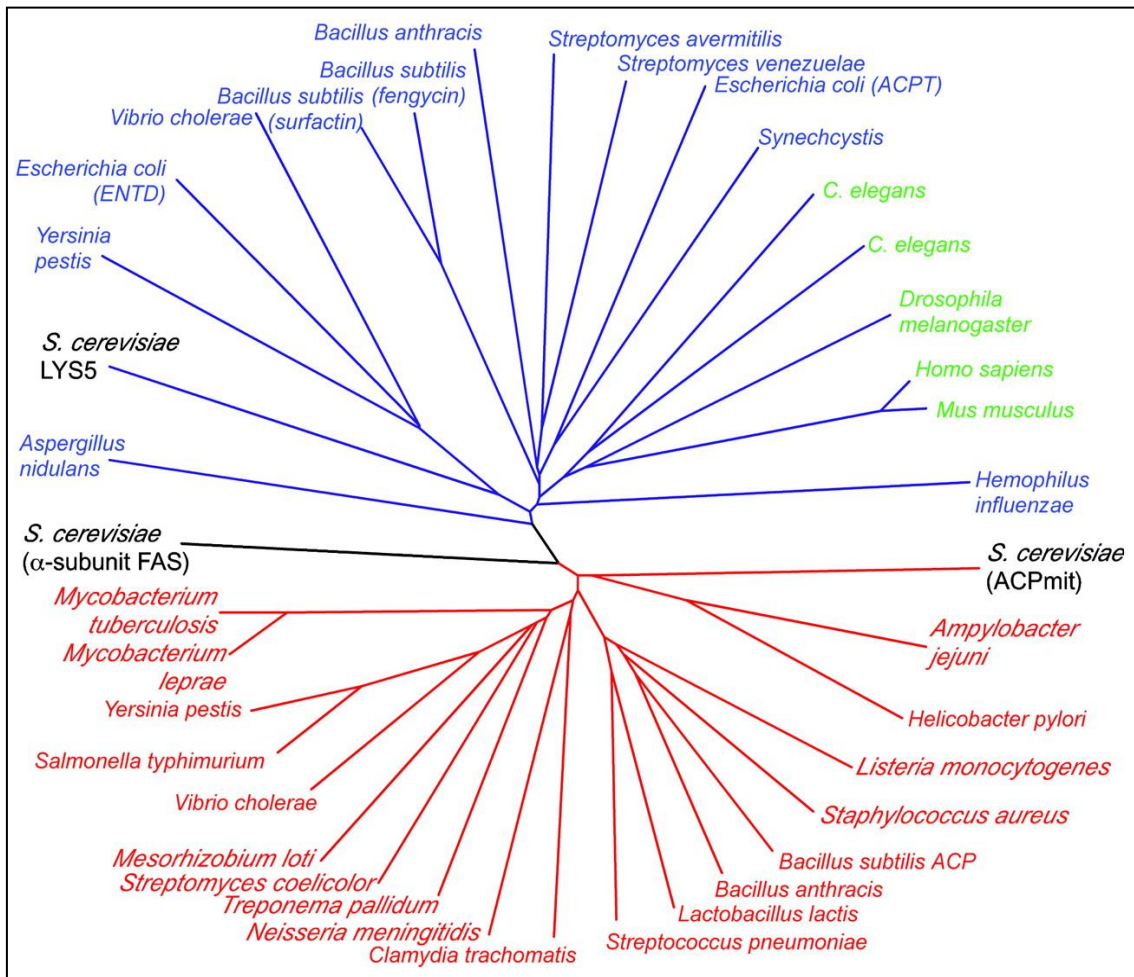 Bacillus anthracis
Streptomyces avermitilis
Streptomyces venezuelae
Escherichia coli (ACPT)
Bacillus subtilis
(fengycin)
Bacillus subtilis
(surfactin)
Vibrio cholerae
Synechcystis
Escherichia coli
(ENTD)
C. elegans
Yersinia
pestis
C. elegans
Drosophila
melanogaster
S. cerevisiae
LYS5
Homo sapiens
Mus musculus
Aspergillus
nidulans
Hemophilus
influenzae
S. cerevisiae
(α-subunit FAS)
S. cerevisiae
(ACPmit)
Mycobacterium
tuberculosis
Mycobacterium
leprae
Ampylobacter
jejuni
Yersinia pestis
Helicobacter pylori
Salmonella typhimurium
Listeria monocytogenes
Vibrio cholerae
Staphylococcus aureus
Mesorhizobium loti
Bacillus subtilis ACP
Streptomyces coelicolor
Bacillus anthracis
Treponema pallidum
Lactobacillus lactis
Neisseria meningitidis
Streptococcus pneumoniae
Clamydia trachomatis